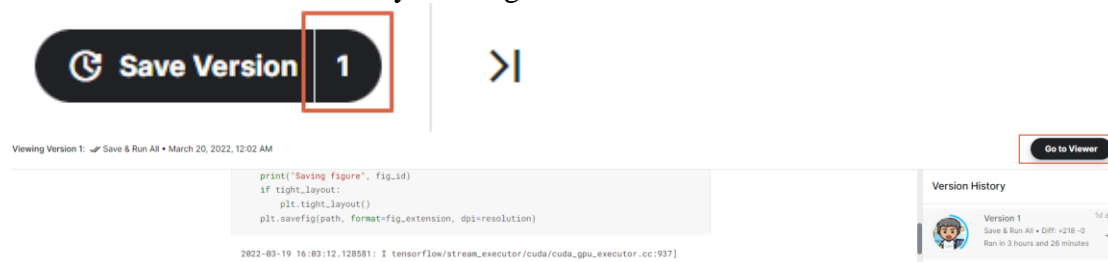 Save Version 1
Viewing Version 1: Save & Run All • March 20, 2022, 12:02 AM
Go to Viewer
print("Saving figure", fig_id)
if tight_layout:
plt.tight_layout()
plt.savefig(path, format=fig_extension, dpi=resolution)
2022-03-19 16:03:12.128581: I tensorflow/stream_executor/cuda/cuda_gpu_executor.cc:937]
Version History
Version 1
1d a
Save & Run All • Diff: +218 -0
Ran in 3 hours and 26 minutes